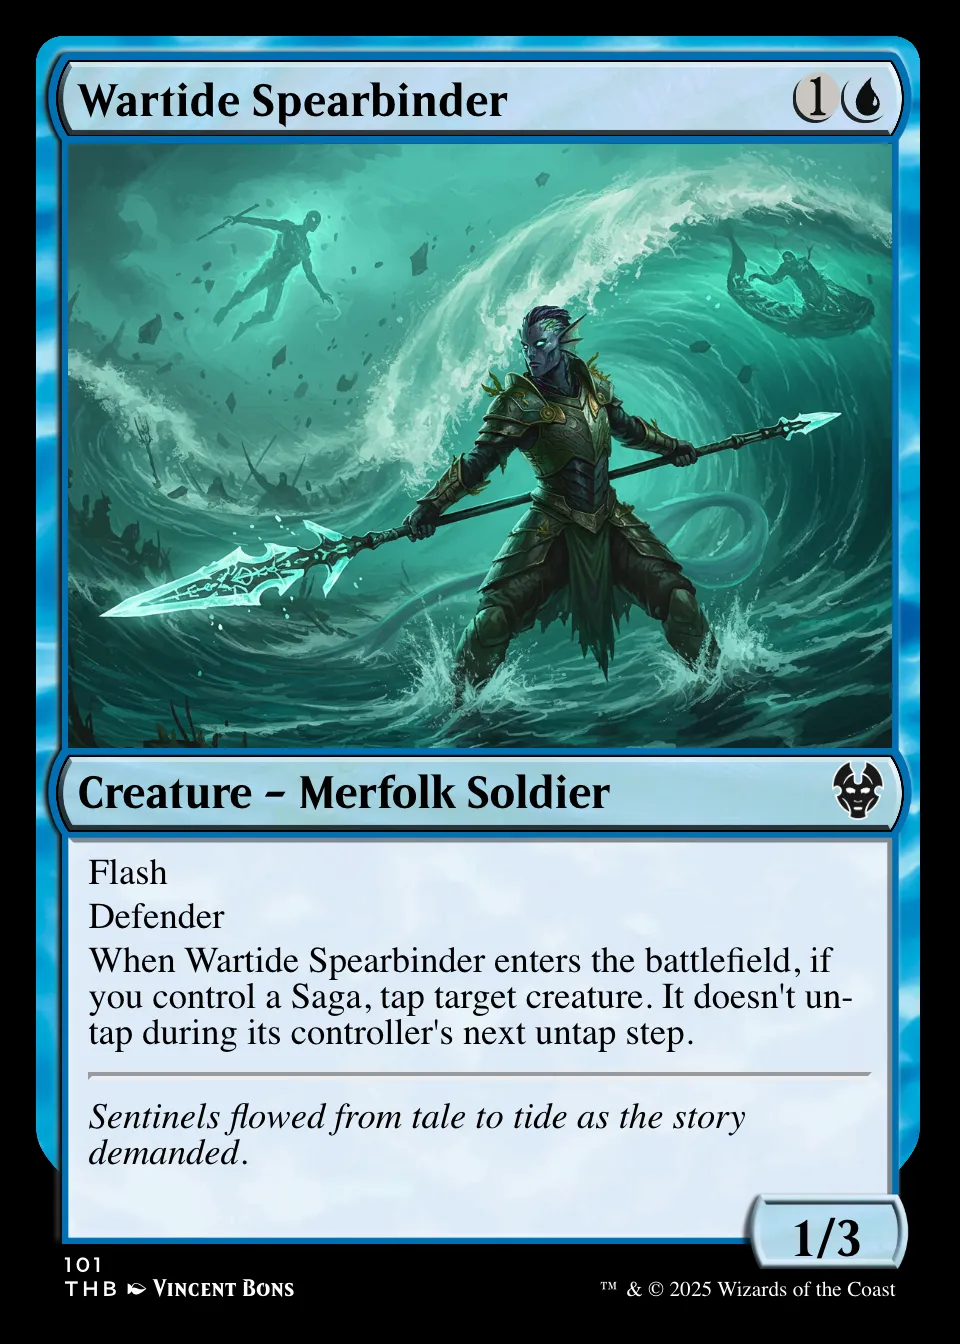 Wartide Spearbinder 1
Creature – Merfolk Soldier
Flash
Defender
When Wartide Spearbinder enters the battlefield, if
you control a Saga, tap target creature. It doesn't un-
tap during its controller's next untap step.
Sentinels flowed from tale to tide as the story
demanded.
1/3
101
THB VINCENT BONS
™ & © 2025 Wizards of the Coast